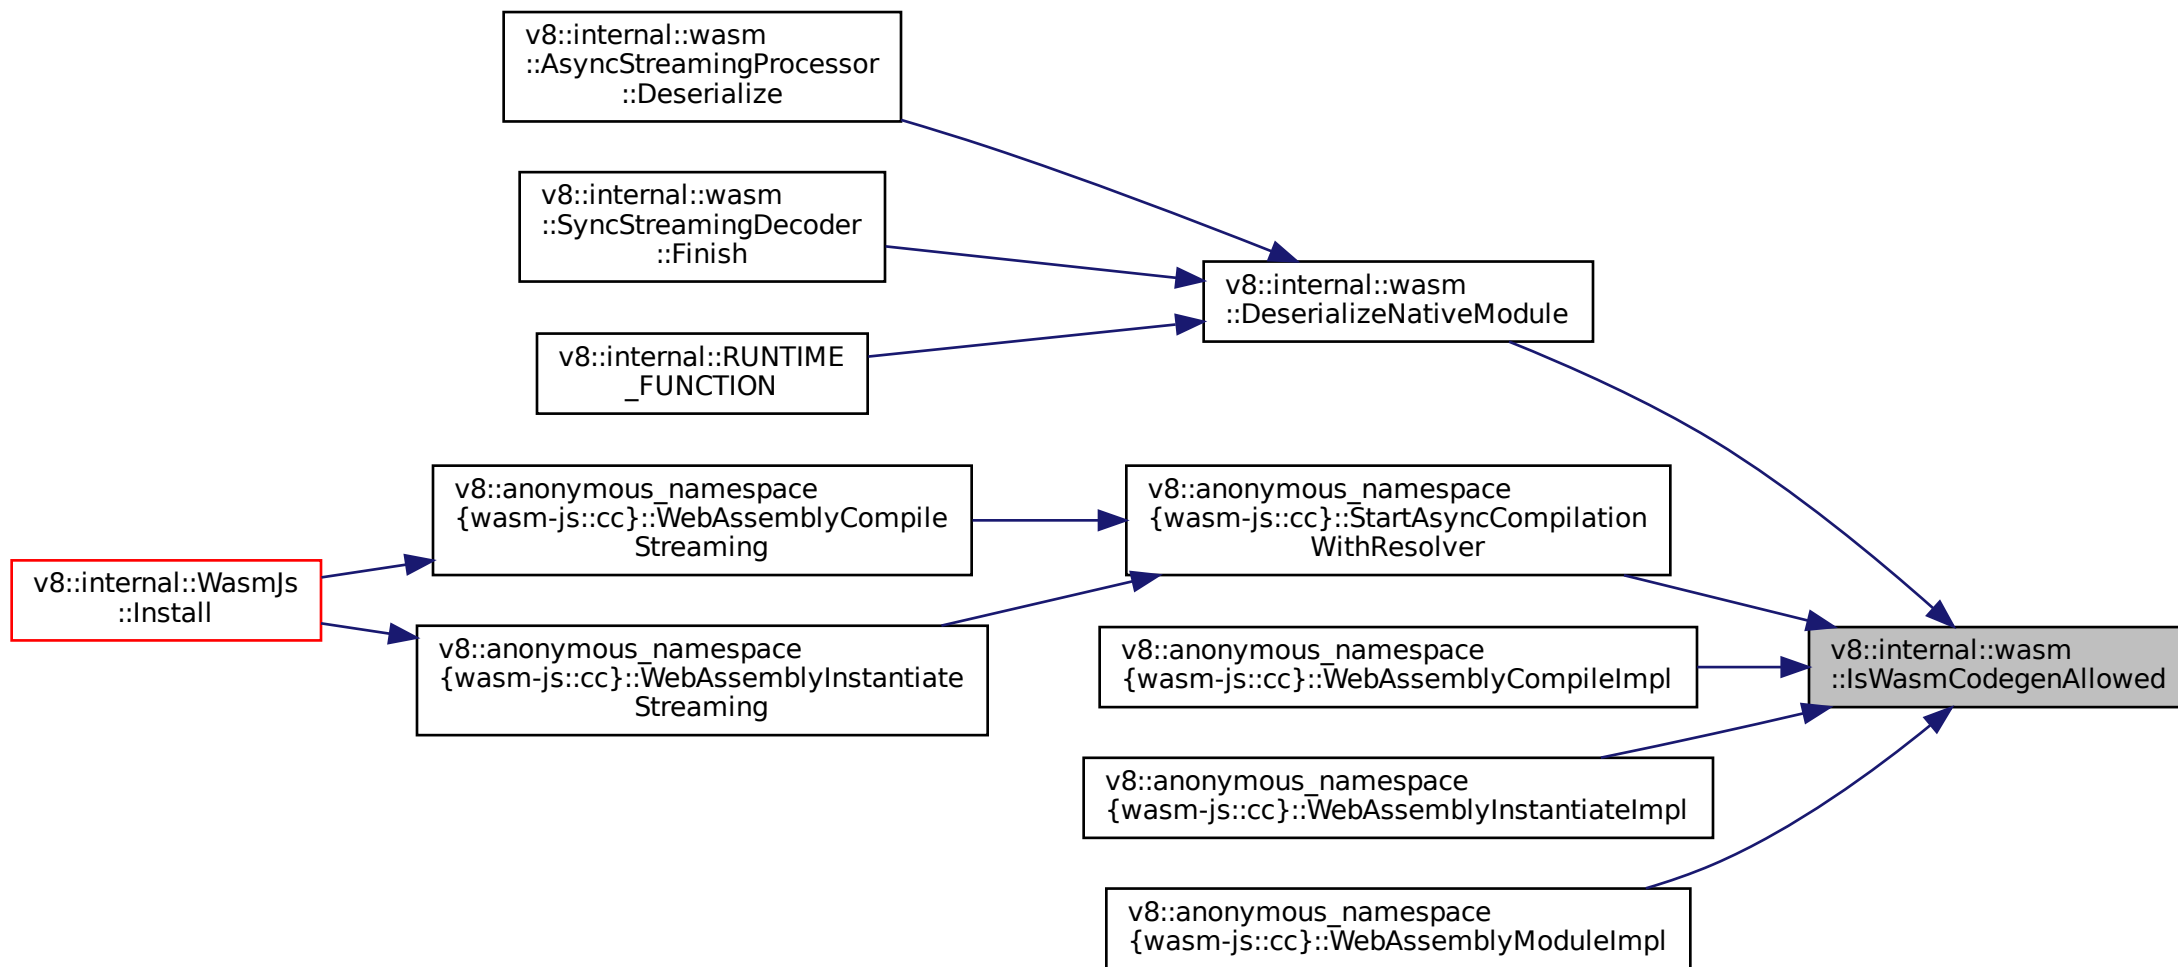 v8::internal::wasm
::AsyncStreamingProcessor
::Deserialize
v8::internal::wasm
::SyncStreamingDecoder
::Finish
v8::internal::wasm
::DeserializeNativeModule
v8::internal::RUNTIME
_FUNCTION
v8::anonymous_namespace
{wasm-js::cc}::WebAssemblyCompile
Streaming
v8::anonymous_namespace
{wasm-js::cc}::StartAsyncCompilation
WithResolver
v8::internal::WasmJs
::Install
v8::anonymous_namespace
{wasm-js::cc}::WebAssemblyInstantiate
Streaming
v8::anonymous_namespace
{wasm-js::cc}::WebAssemblyCompileImpl
v8::internal::wasm
::IsWasmCodegenAllowed
v8::anonymous_namespace
{wasm-js::cc}::WebAssemblyInstantiateImpl
v8::anonymous_namespace
{wasm-js::cc}::WebAssemblyModuleImpl